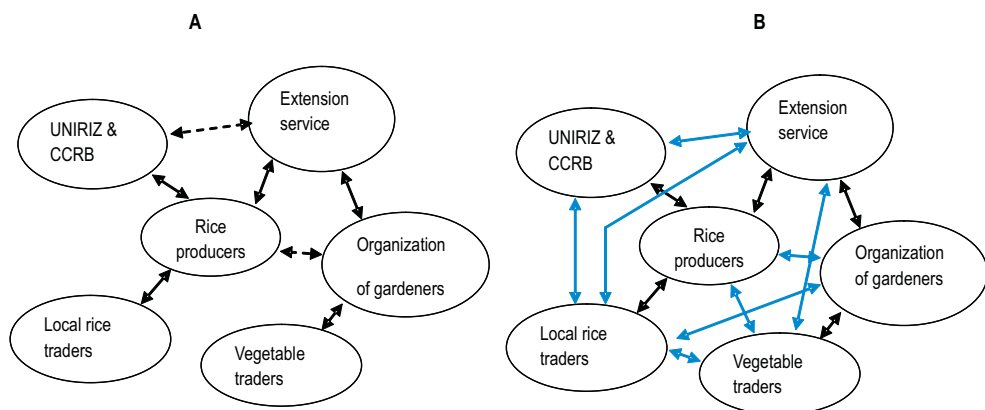 A
UNIRIZ &
CCRB
Extension
service
Rice
producers
Organization
of gardeners
Local rice
traders
Vegetable
traders
B
UNIRIZ &
CCRB
Extension
service
Rice
producers
Organization
of gardeners
Local rice
traders
Vegetable
traders